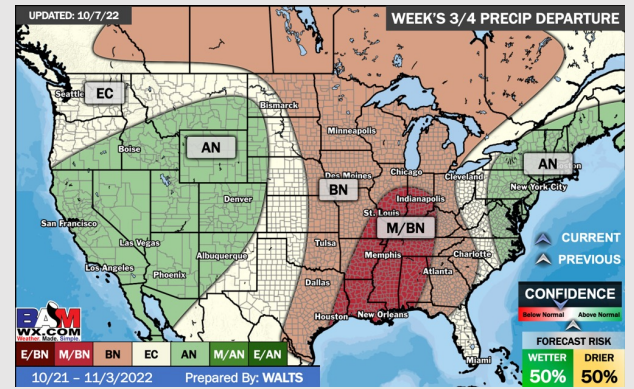 UPDATED: 10/7/22
WEEK'S 3/4 PRECIP DEPARTURE
Seattle
EC
Bismarck
Minneapolis
Boise
AN
AN
Des Moines
Chicago
Cleveland
New York City
BN
Denver
Indianapolis
St. Louis
M/BN
San Francisco
CURRENT
Las Vegas
Tulsa
Memphis
Charlotte
PREVIOUS
Los Angeles
Albuquerque
Atlanta
Phoenix
Dallas
CONFIDENCE
Below Normal
Above Normal
Houston
New Orleans
BAM
WX.COM
Weather. Made. Simple.
FORECAST RISK
E/BN M/BN BN EC AN M/AN E/AN
Miami
WETTER
DRIER
10/21 - 11/3/2022
Prepared By: WALTS
50%
50%